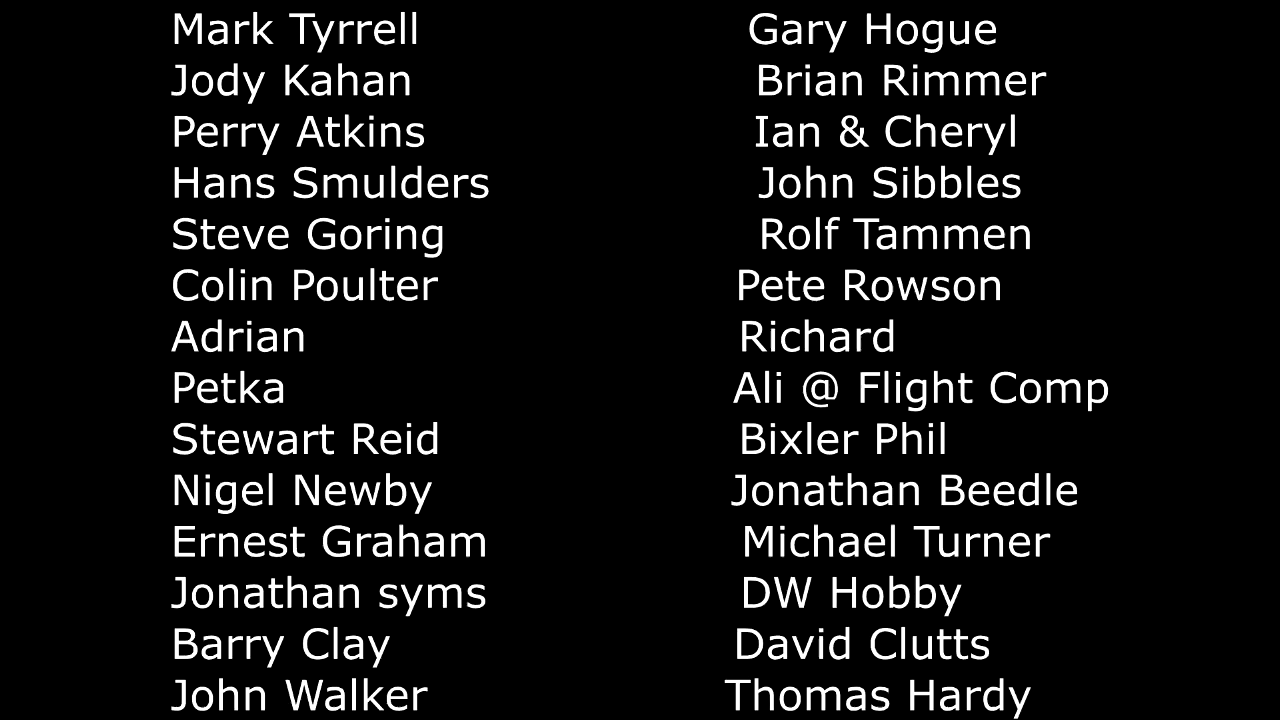 Mark Tyrrell Gary Hogue
Jody Kahan Brian Rimmer
Perry Atkins Ian & Cheryl
Hans Smulders John Sibbles
Steve Goring Rolf Tammen
Colin Poulter Pete Rowson
Adrian Richard
Petka Ali @ Flight Comp
Stewart Reid Bixler Phil
Nigel Newby Jonathan Beedle
Ernest Graham Michael Turner
Jonathan syms DW Hobby
Barry Clay David Clutts
John Walker Thomas Hardy